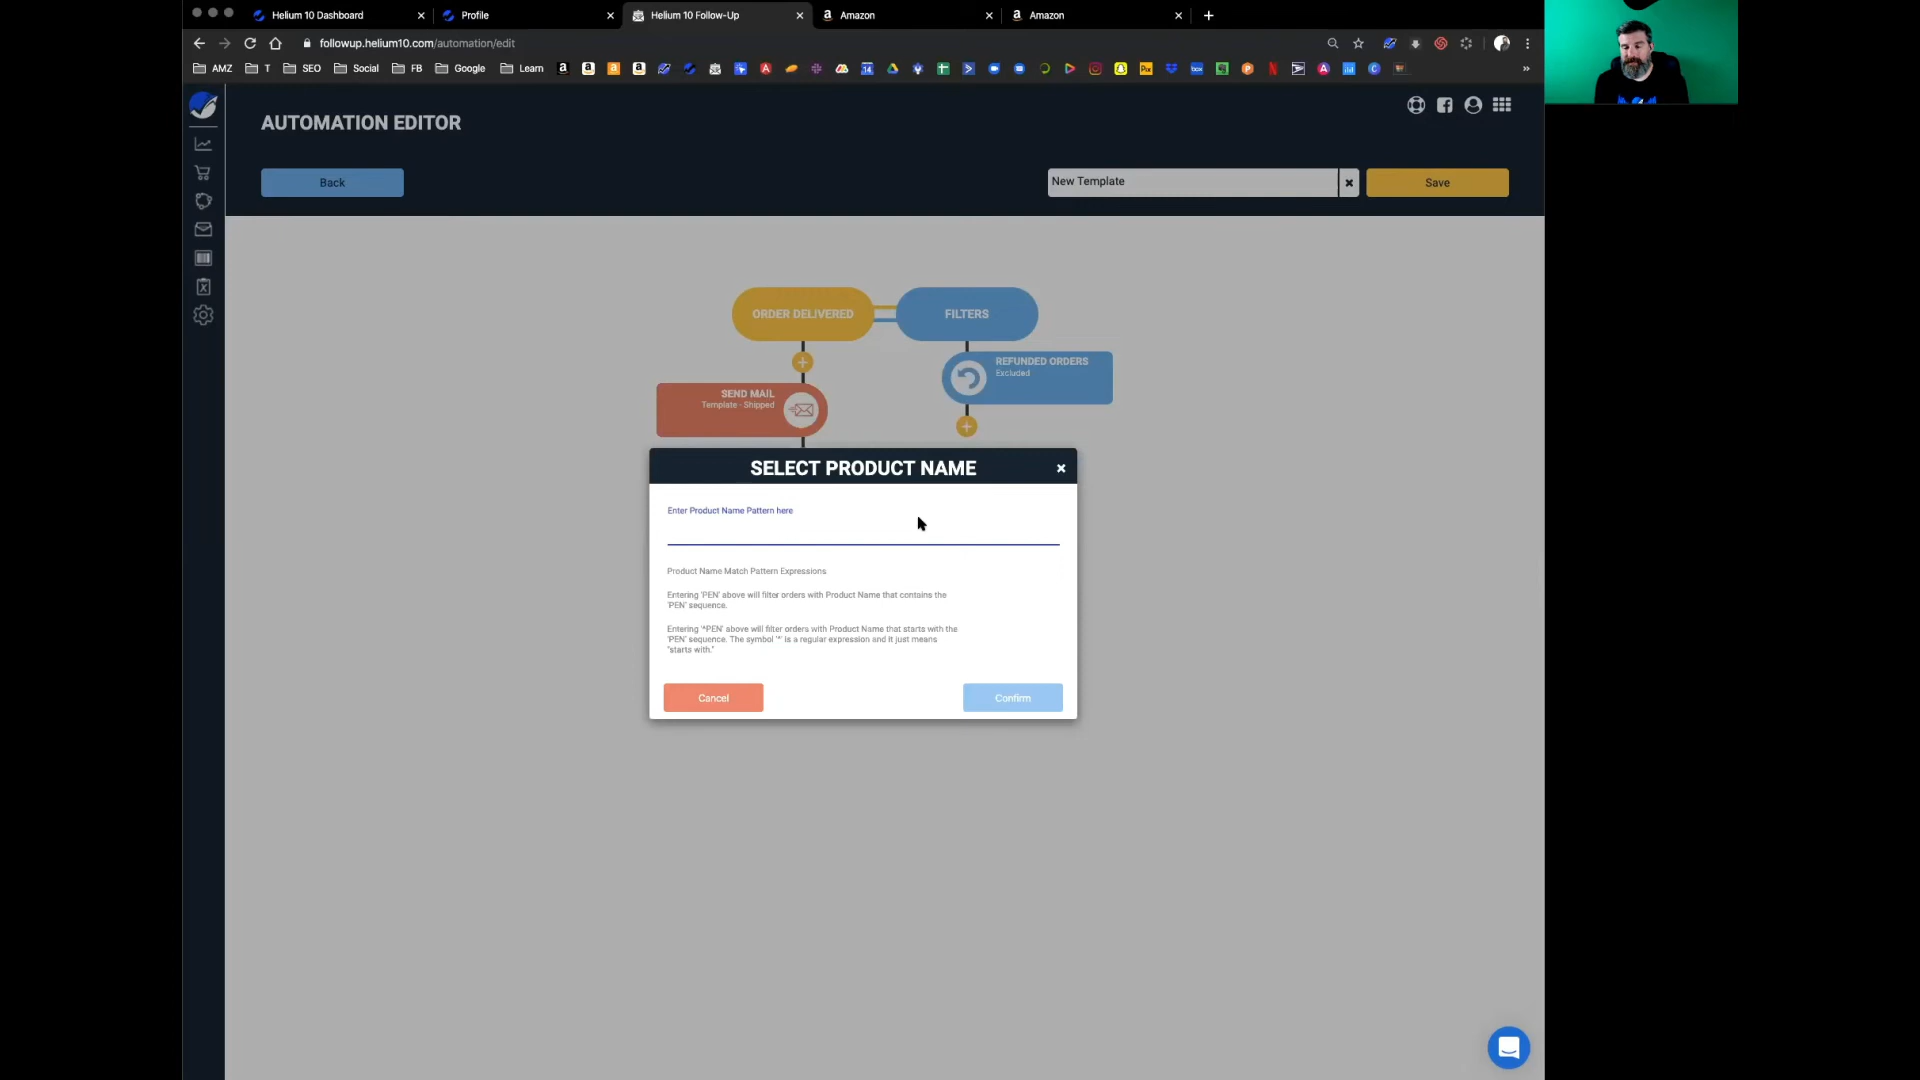 Helium 10 Dashboard
Profile
Helium 10 Follow-Up
Amazon
Amazon
followup.helium10.com/automation/edit
AMZ
T
SEO
Social
FB
Google
Learn
AUTOMATION EDITOR
Back
New Template
Save
ORDER DELIVERED
FILTERS
REFUNDED ORDERS
Excluded
SEND MAIL
Template - Shipped
SELECT PRODUCT NAME
Enter Product Name Pattern here
Product Name Match Pattern Expressions
Entering 'PEN' above will filter orders with Product Name that contains the
'PEN' sequence.
Entering '^PEN' above will filter orders with Product Name that starts with the
'PEN' sequence. The symbol '^' is a regular expression and it just means
"starts with."
Cancel
Confirm